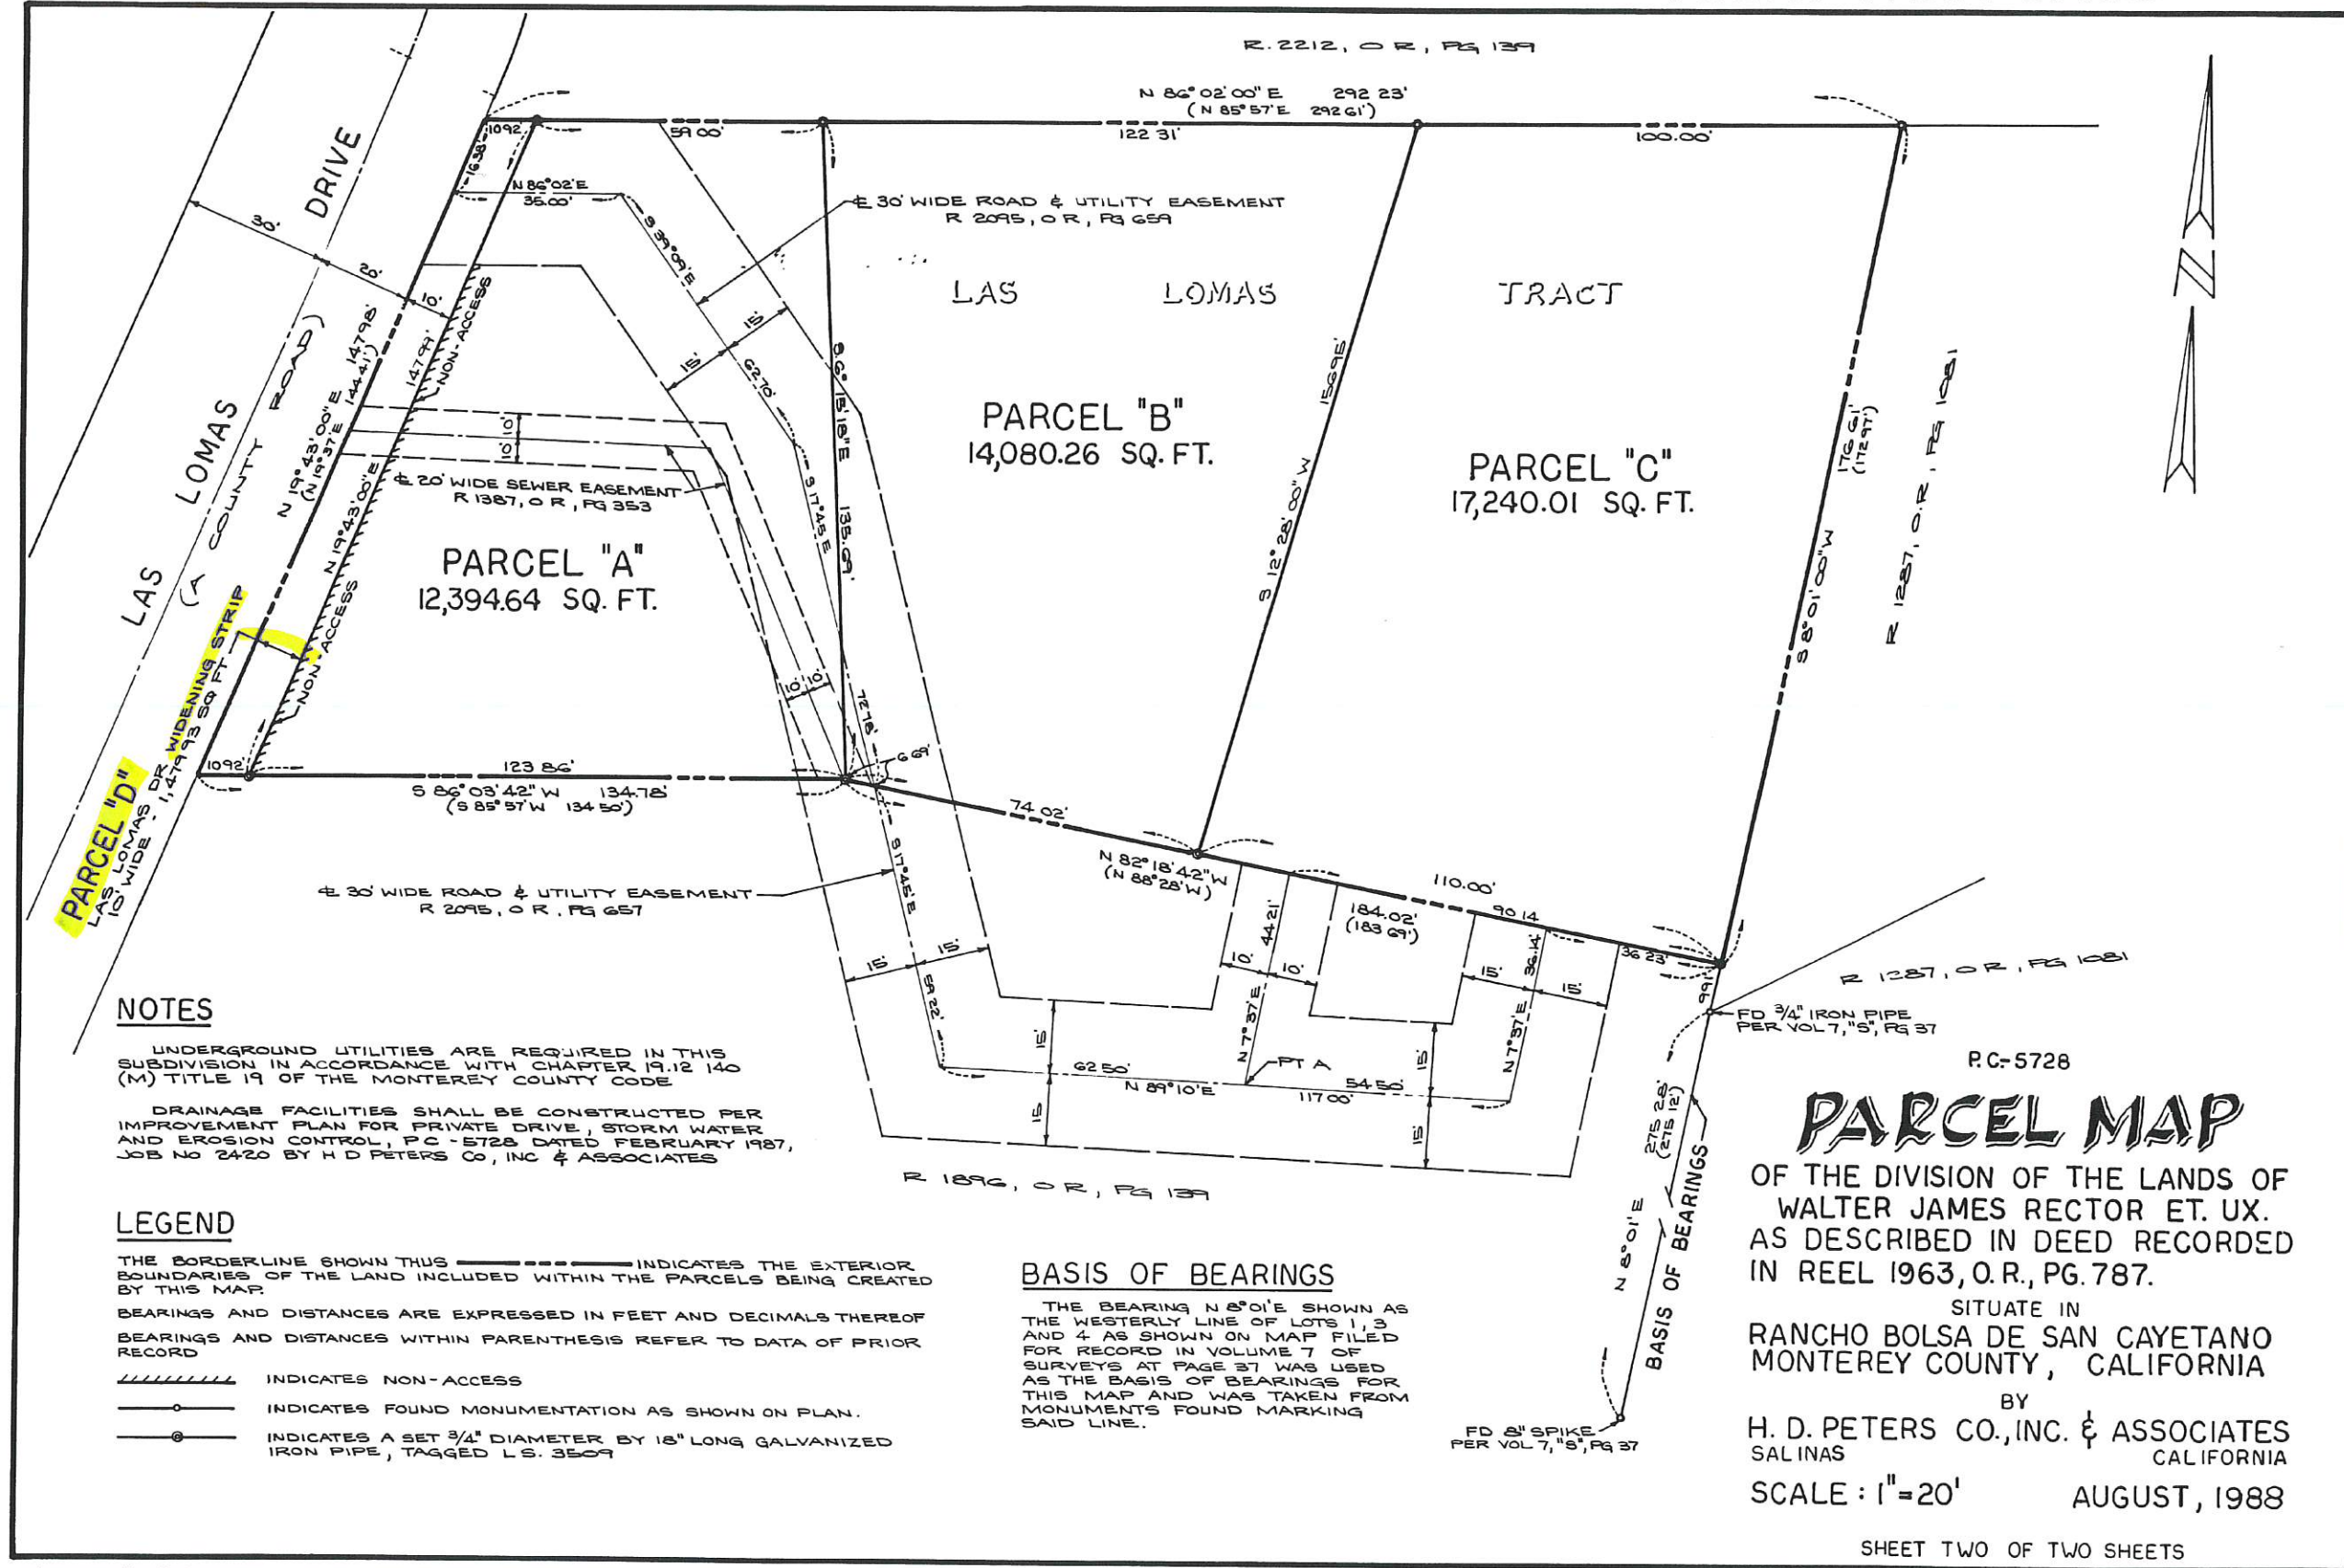 R. 2212, O R, PG 139
N 86° 02' 00" E 292 23'
(N 85° 57' E 292 61')
1092'
59 00'
122 31'
100.00'
1638'
N 86° 02' E
35.00'
S 39° 09' E
₵ 30' WIDE ROAD & UTILITY EASEMENT
R 2095, O R, PG 659
LAS LOMAS TRACT
LAS LOMAS DRIVE
(A COUNTY ROAD)
30'
20'
10'
N 19° 43' 00" E 147 98'
(N 19° 37' E 144 41')
147 99'
N 19° 43' 00" E
NON-ACCESS
NON-ACCESS
15'
15'
62 70'
S 17° 45' E
S. 6° 15' 18" E 135.69'
10'
10'
₵ 20' WIDE SEWER EASEMENT
R 1387, O R, PG 353
PARCEL "A"
12,394.64 SQ. FT.
PARCEL "B"
14,080.26 SQ. FT.
PARCEL "C"
17,240.01 SQ. FT.
156 95'
S 12° 28' 00" W
176 61'
(172 97')
S 8° 01' 00" W
R 1287, O.R., PG 1081
N
PARCEL "D"
LAS LOMAS DR WIDENING STRIP
10' WIDE - 1,479 93 SQ FT
10'
10'
72 78'
6 69'
1092'
123 86'
S 86° 03' 42" W 134.78'
(S 85° 57' W 134 50')
74 02'
N 82° 18' 42" W
(N 88° 28' W)
110.00'
184.02'
(183 69')
90 14
36 23'
₵ 30' WIDE ROAD & UTILITY EASEMENT
R 2095, O R, PG 657
S 17° 45' E
59 22'
15'
15'
44 21'
10'
10'
N 7° 37' E
36.14'
15'
15'
N 7° 37' E
15'
15'
62 50'
N 89° 10' E
PT A
54 50'
117 00'
15'
15'
R 1896, O R, PG 139
R 1287, O R, PG 1081
FD 3/4" IRON PIPE
PER VOL 7, "S", PG 37
275 28'
(275 12')
N 8° 01' E
BASIS OF BEARINGS
FD 8" SPIKE
PER VOL 7, "S", PG 37
NOTES
UNDERGROUND UTILITIES ARE REQUIRED IN THIS
SUBDIVISION IN ACCORDANCE WITH CHAPTER 19.12 140
(M) TITLE 19 OF THE MONTEREY COUNTY CODE
DRAINAGE FACILITIES SHALL BE CONSTRUCTED PER
IMPROVEMENT PLAN FOR PRIVATE DRIVE, STORM WATER
AND EROSION CONTROL, PC-5728 DATED FEBRUARY 1987,
JOB NO 2420 BY H D PETERS CO, INC & ASSOCIATES
LEGEND
THE BORDERLINE SHOWN THUS INDICATES THE EXTERIOR
BOUNDARIES OF THE LAND INCLUDED WITHIN THE PARCELS BEING CREATED
BY THIS MAP.
BEARINGS AND DISTANCES ARE EXPRESSED IN FEET AND DECIMALS THEREOF
BEARINGS AND DISTANCES WITHIN PARENTHESIS REFER TO DATA OF PRIOR
RECORD
INDICATES NON-ACCESS
INDICATES FOUND MONUMENTATION AS SHOWN ON PLAN.
INDICATES A SET 3/4" DIAMETER BY 18" LONG GALVANIZED
IRON PIPE, TAGGED L S. 3509
BASIS OF BEARINGS
THE BEARING N 8° 01' E SHOWN AS
THE WESTERLY LINE OF LOTS 1, 3
AND 4 AS SHOWN ON MAP FILED
FOR RECORD IN VOLUME 7 OF
SURVEYS AT PAGE 37 WAS USED
AS THE BASIS OF BEARINGS FOR
THIS MAP AND WAS TAKEN FROM
MONUMENTS FOUND MARKING
SAID LINE.
P.C.-5728
PARCEL MAP
OF THE DIVISION OF THE LANDS OF
WALTER JAMES RECTOR ET. UX.
AS DESCRIBED IN DEED RECORDED
IN REEL 1963, O. R., PG. 787.
SITUATE IN
RANCHO BOLSA DE SAN CAYETANO
MONTEREY COUNTY, CALIFORNIA
BY
H. D. PETERS CO., INC. & ASSOCIATES
SALINAS CALIFORNIA
SCALE : 1"=20' AUGUST, 1988
SHEET TWO OF TWO SHEETS